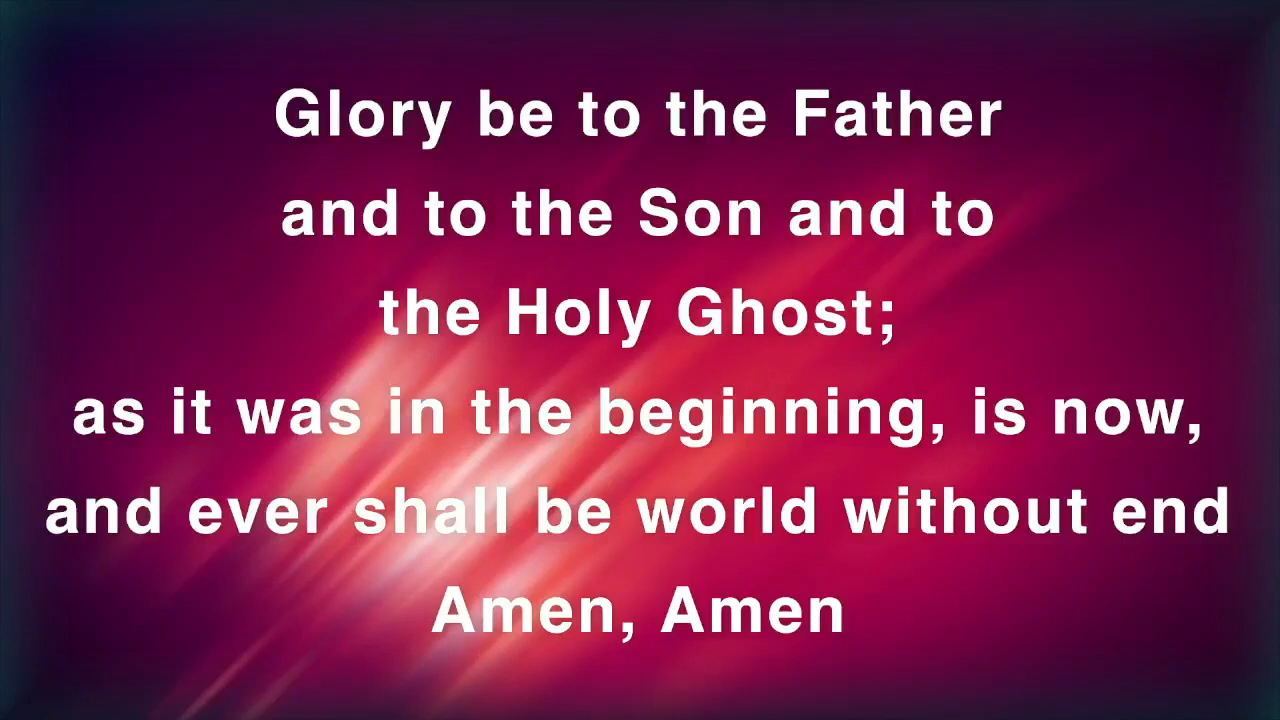 Glory be to the Father
and to the Son and to
the Holy Ghost;
as it was in the beginning, is now,
and ever shall be world without end
Amen, Amen